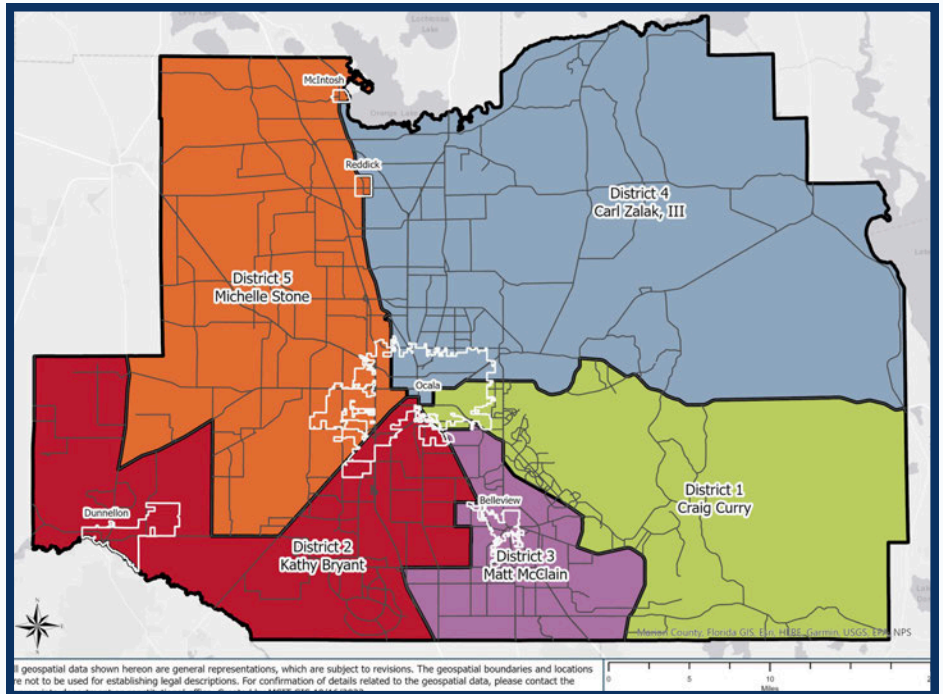 McIntosh
Reddick
District 4
Carl Zalak, III
District 5
Michelle Stone
Ocala
District 1
Craig Curry
Belleview
Dunnellon
District 2
Kathy Bryant
District 3
Matt McClain
Marion County, Florida GIS, Esri, HERE, Garmin, USGS, EPA, NPS
ll geospatial data shown hereon are general representations, which are subject to revisions. The geospatial boundaries and locations
re not to be used for establishing legal descriptions. For confirmation of details related to the geospatial data, please contact the
0 5 10 2
Miles